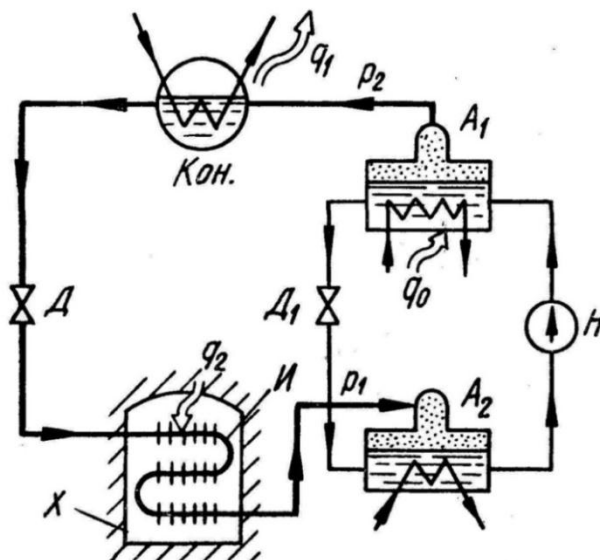 q₁
p₂
A₁
Кон.
q₀
Д
Д₁
Н
q₂
И
p₁
A₂
Х